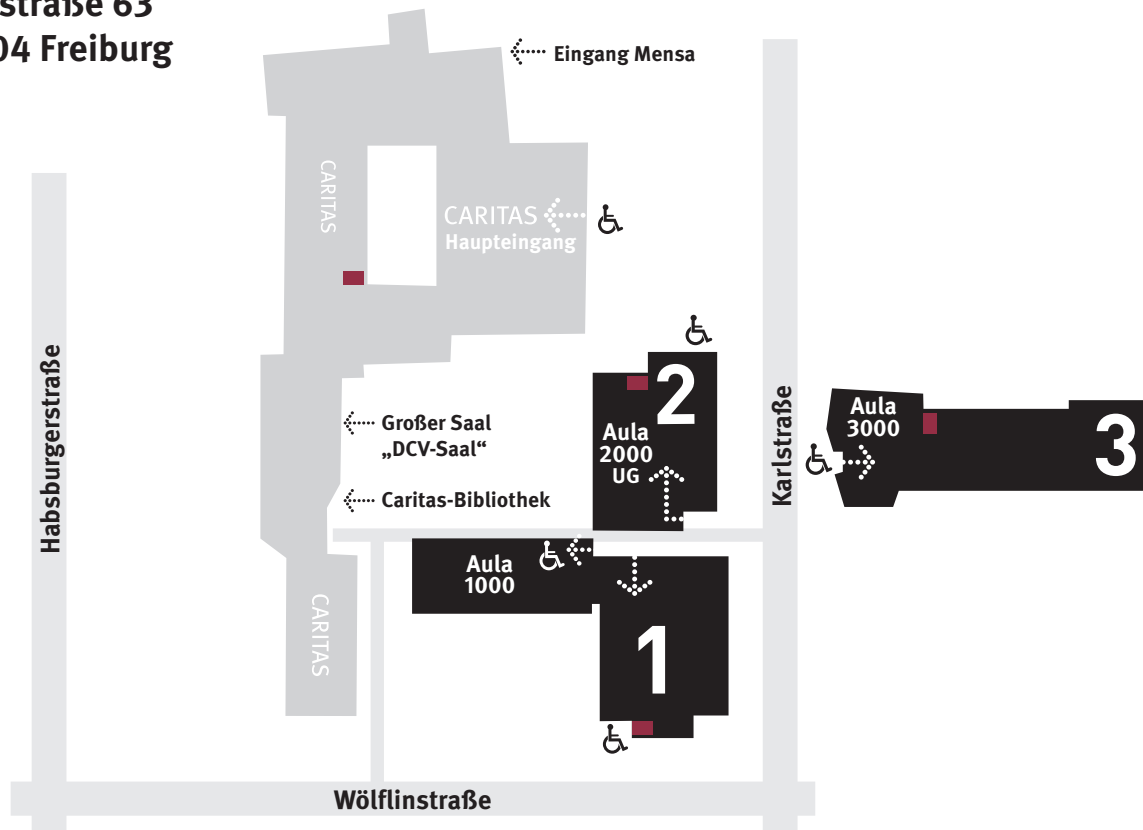 straße 63
04 Freiburg
Eingang Mensa
CARITAS
CARITAS
Haupteingang
Habsburgerstraße
Großer Saal
„DCV-Saal“
Caritas-Bibliothek
2
Aula
2000
UG
Karlstraße
Aula
3000
3
Aula
1000
1
CARITAS
Wölflinstraße